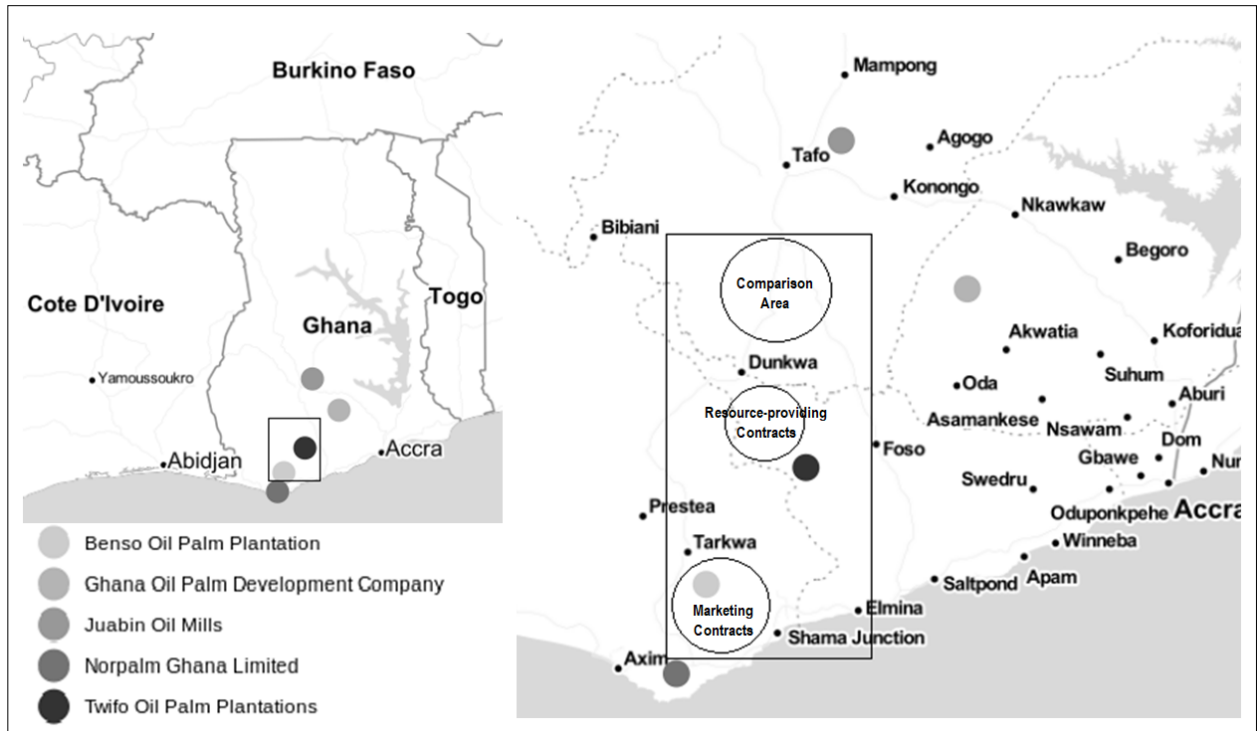 Burkino Faso
Cote D'Ivoire
Togo
Ghana
Yamoussoukro
Abidjan
Accra
Benso Oil Palm Plantation
Ghana Oil Palm Development Company
Juabin Oil Mills
Norpalm Ghana Limited
Twifo Oil Palm Plantations
Mampong
Tafo
Agogo
Konongo
Nkawkaw
Bibiani
Begoro
Comparison
Area
Akwatia
Koforidua
Dunkwa
Suhum
Oda
Aburi
Resource-providing
Contracts
Asamankese
Nsawam
Dom
Foso
Gbawe
Nun
Swedru
Prestea
Oduponkpehe
Accra
Tarkwa
Winneba
Apam
Saltpond
Marketing
Contracts
Elmina
Shama Junction
Axim